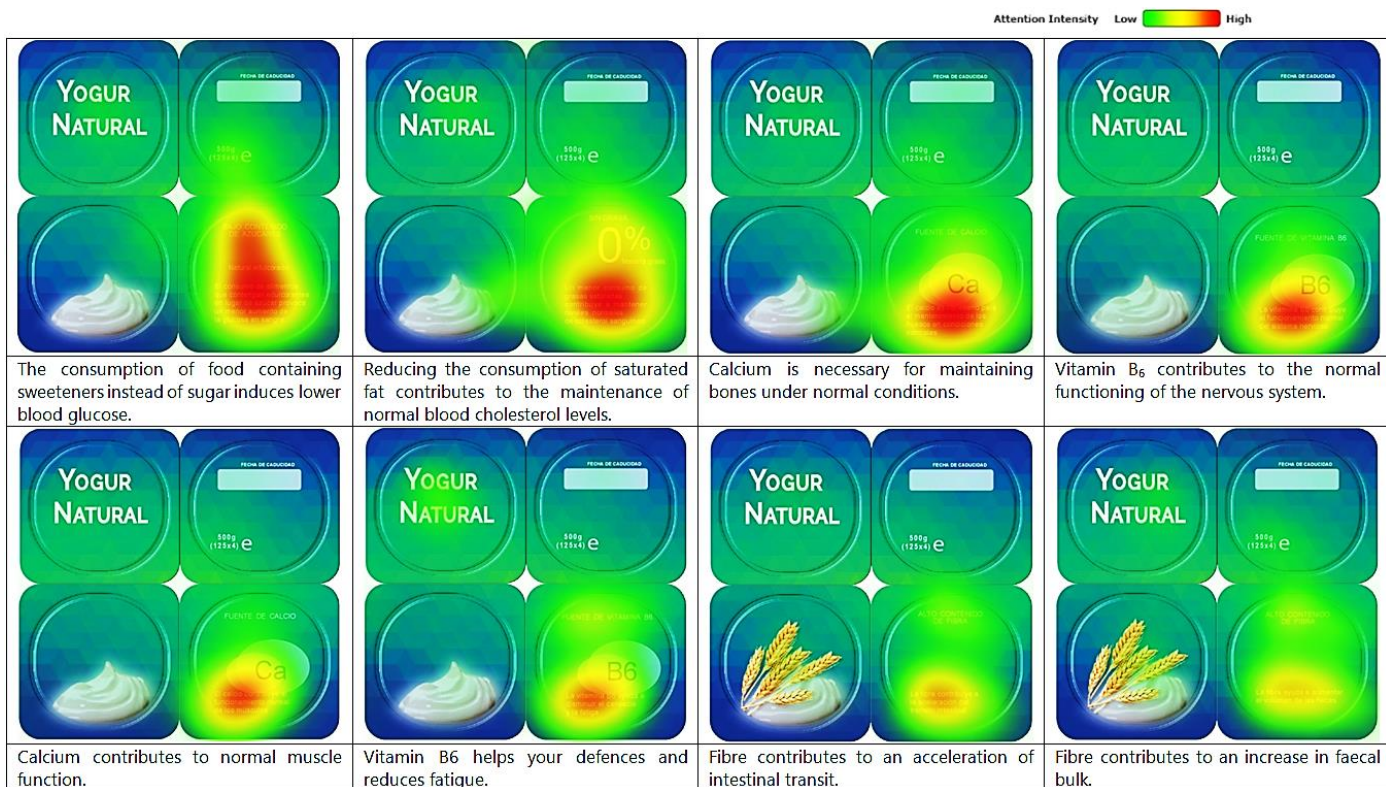 Attention Intensity Low High
YOGUR
NATURAL
FECHA DE CADUCIDAD
500g
(125x4) e
YOGUR
NATURAL
FECHA DE CADUCIDAD
500g
(125x4) e
0%
YOGUR
NATURAL
FECHA DE CADUCIDAD
500g
(125x4) e
FUENTE DE CALCIO
Ca
YOGUR
NATURAL
FECHA DE CADUCIDAD
500g
(125x4) e
FUENTE DE VITAMINA B6
B6
The consumption of food containing
sweeteners instead of sugar induces lower
blood glucose.
Reducing the consumption of saturated
fat contributes to the maintenance of
normal blood cholesterol levels.
Calcium is necessary for maintaining
bones under normal conditions.
Vitamin B₆ contributes to the normal
functioning of the nervous system.
YOGUR
NATURAL
FECHA DE CADUCIDAD
500g
(125x4) e
FUENTE DE CALCIO
Ca
YOGUR
NATURAL
FECHA DE CADUCIDAD
500g
(125x4) e
FUENTE DE VITAMINA B6
B6
YOGUR
NATURAL
FECHA DE CADUCIDAD
500g
(125x4) e
ALTO CONTENIDO
DE FIBRA
YOGUR
NATURAL
FECHA DE CADUCIDAD
500g
(125x4) e
ALTO CONTENIDO
DE FIBRA
Calcium contributes to normal muscle
function.
Vitamin B6 helps your defences and
reduces fatigue.
Fibre contributes to an acceleration of
intestinal transit.
Fibre contributes to an increase in faecal
bulk.